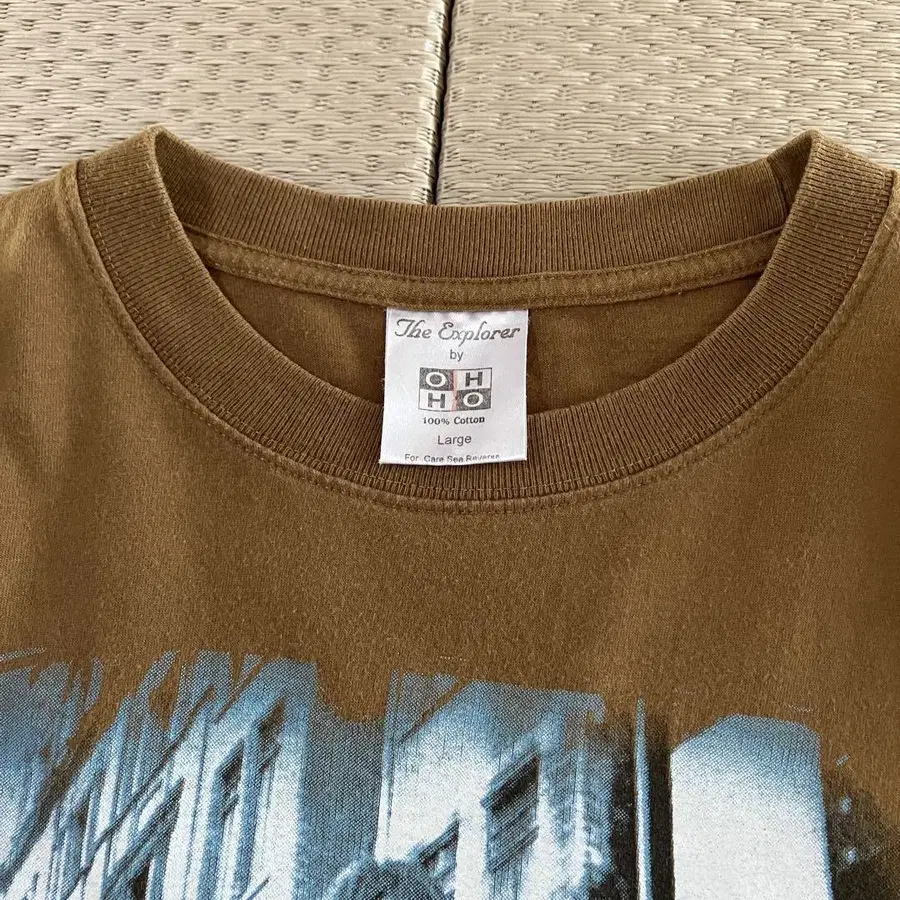 The Explorer
by
OH
HO
100% Cotton
Large
For Care See Reverse